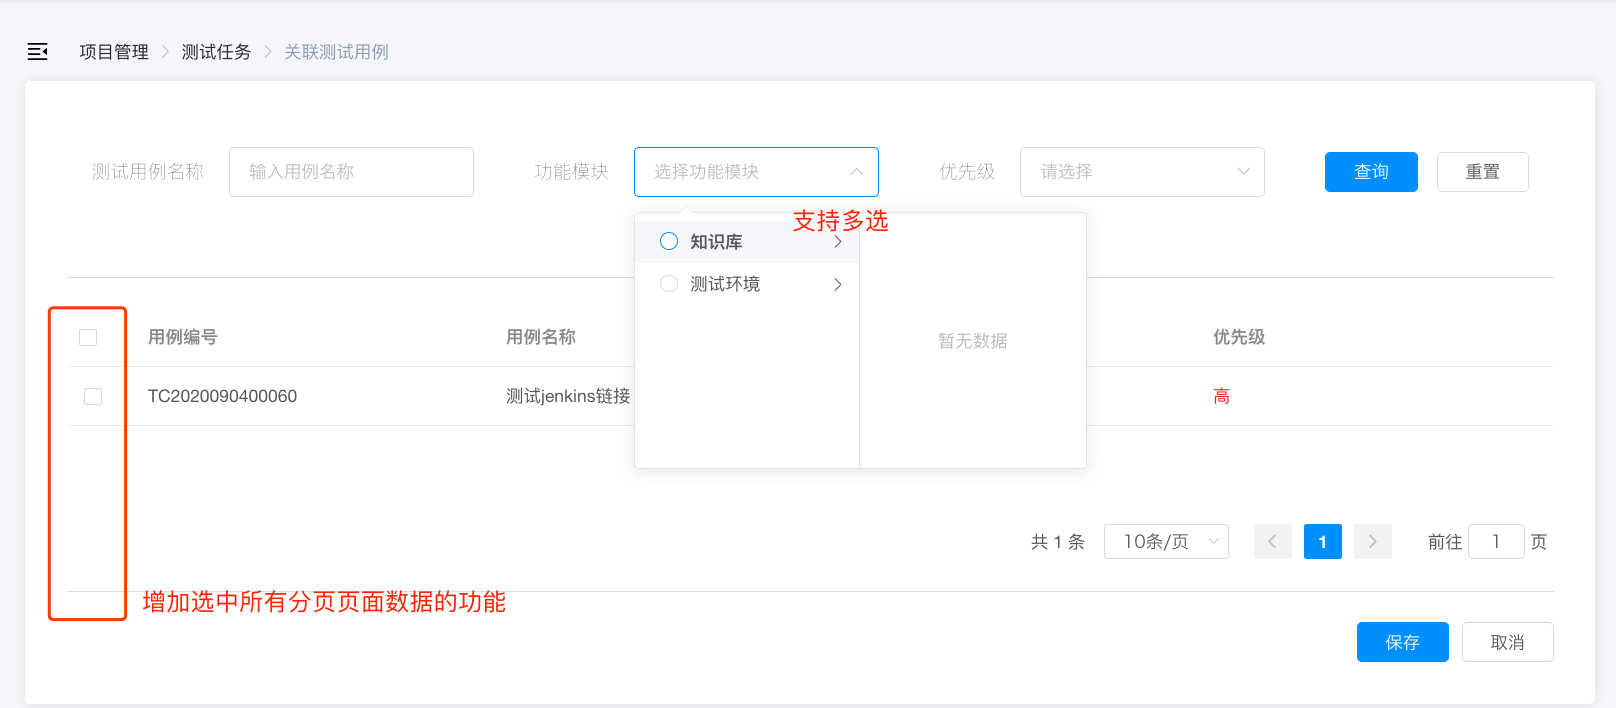 项目管理 测试任务 关联测试用例
测试用例名称 输入用例名称 功能模块 选择功能模块 优先级 请选择 查询 重置
支持多选
知识库
测试环境
暂无数据
用例编号 用例名称 优先级
TC2020090400060 测试jenkins链接 高
共 1 条 10条/页 1 前往 1 页
增加选中所有分页页面数据的功能
保存 取消